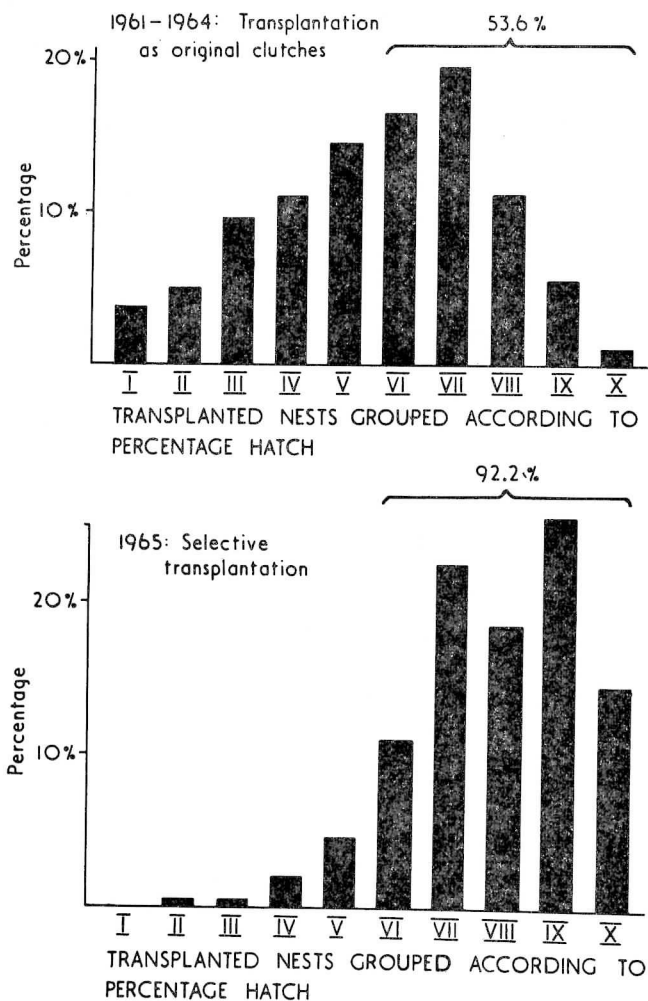 1961–1964: Transplantation
as original clutches
53.6 %
20%
10%
Percentage
I II III IV V VI VII VIII IX X
TRANSPLANTED NESTS GROUPED ACCORDING TO
PERCENTAGE HATCH
92.2 %
1965: Selective
transplantation
20%
10%
Percentage
I II III IV V VI VII VIII IX X
TRANSPLANTED NESTS GROUPED ACCORDING TO
PERCENTAGE HATCH